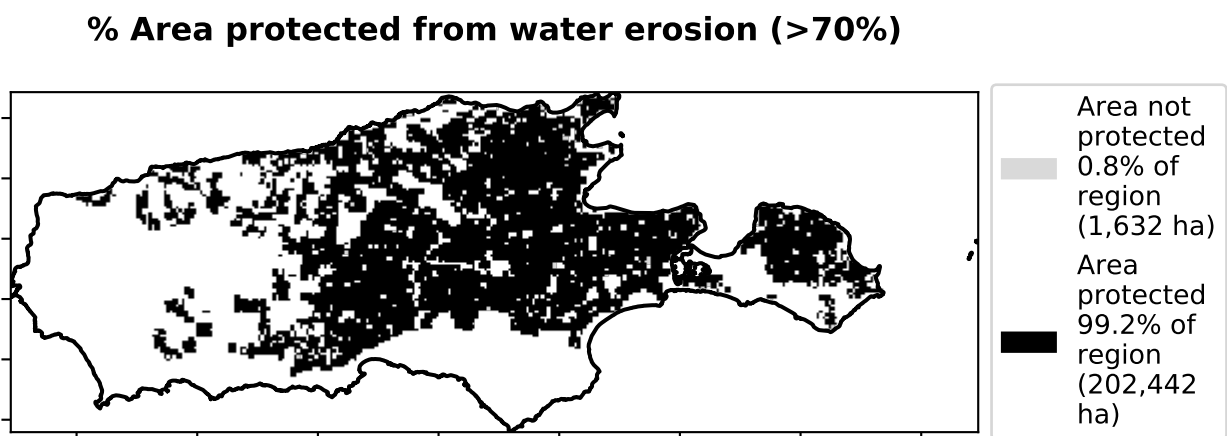 % Area protected from water erosion (>70%)
Area not
protected
0.8% of
region
(1,632 ha)
Area
protected
99.2% of
region
(202,442
ha)